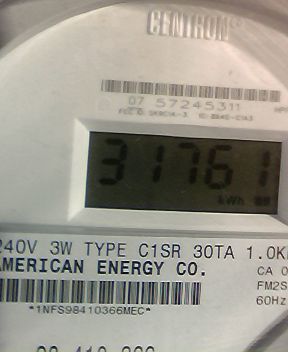 CENTRON®
07 57245311
31761
kWh
240V 3W TYPE C1SR 30TA 1.0K
AMERICAN ENERGY CO.
CA 0
FM2S
60Hz
*1NFS98410366MEC*